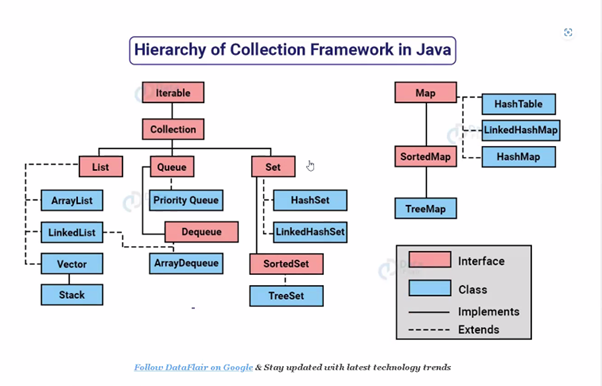 Hierarchy of Collection Framework in Java
Iterable
Map
HashTable
Collection
LinkedHashMap
List
Queue
Set
SortedMap
HashMap
ArrayList
Priority Queue
HashSet
TreeMap
LinkedList
Dequeue
LinkedHashSet
Vector
ArrayDequeue
SortedSet
Interface
Stack
TreeSet
Class
Implements
Extends
Follow DataFlair on Google & Stay updated with latest technology trends